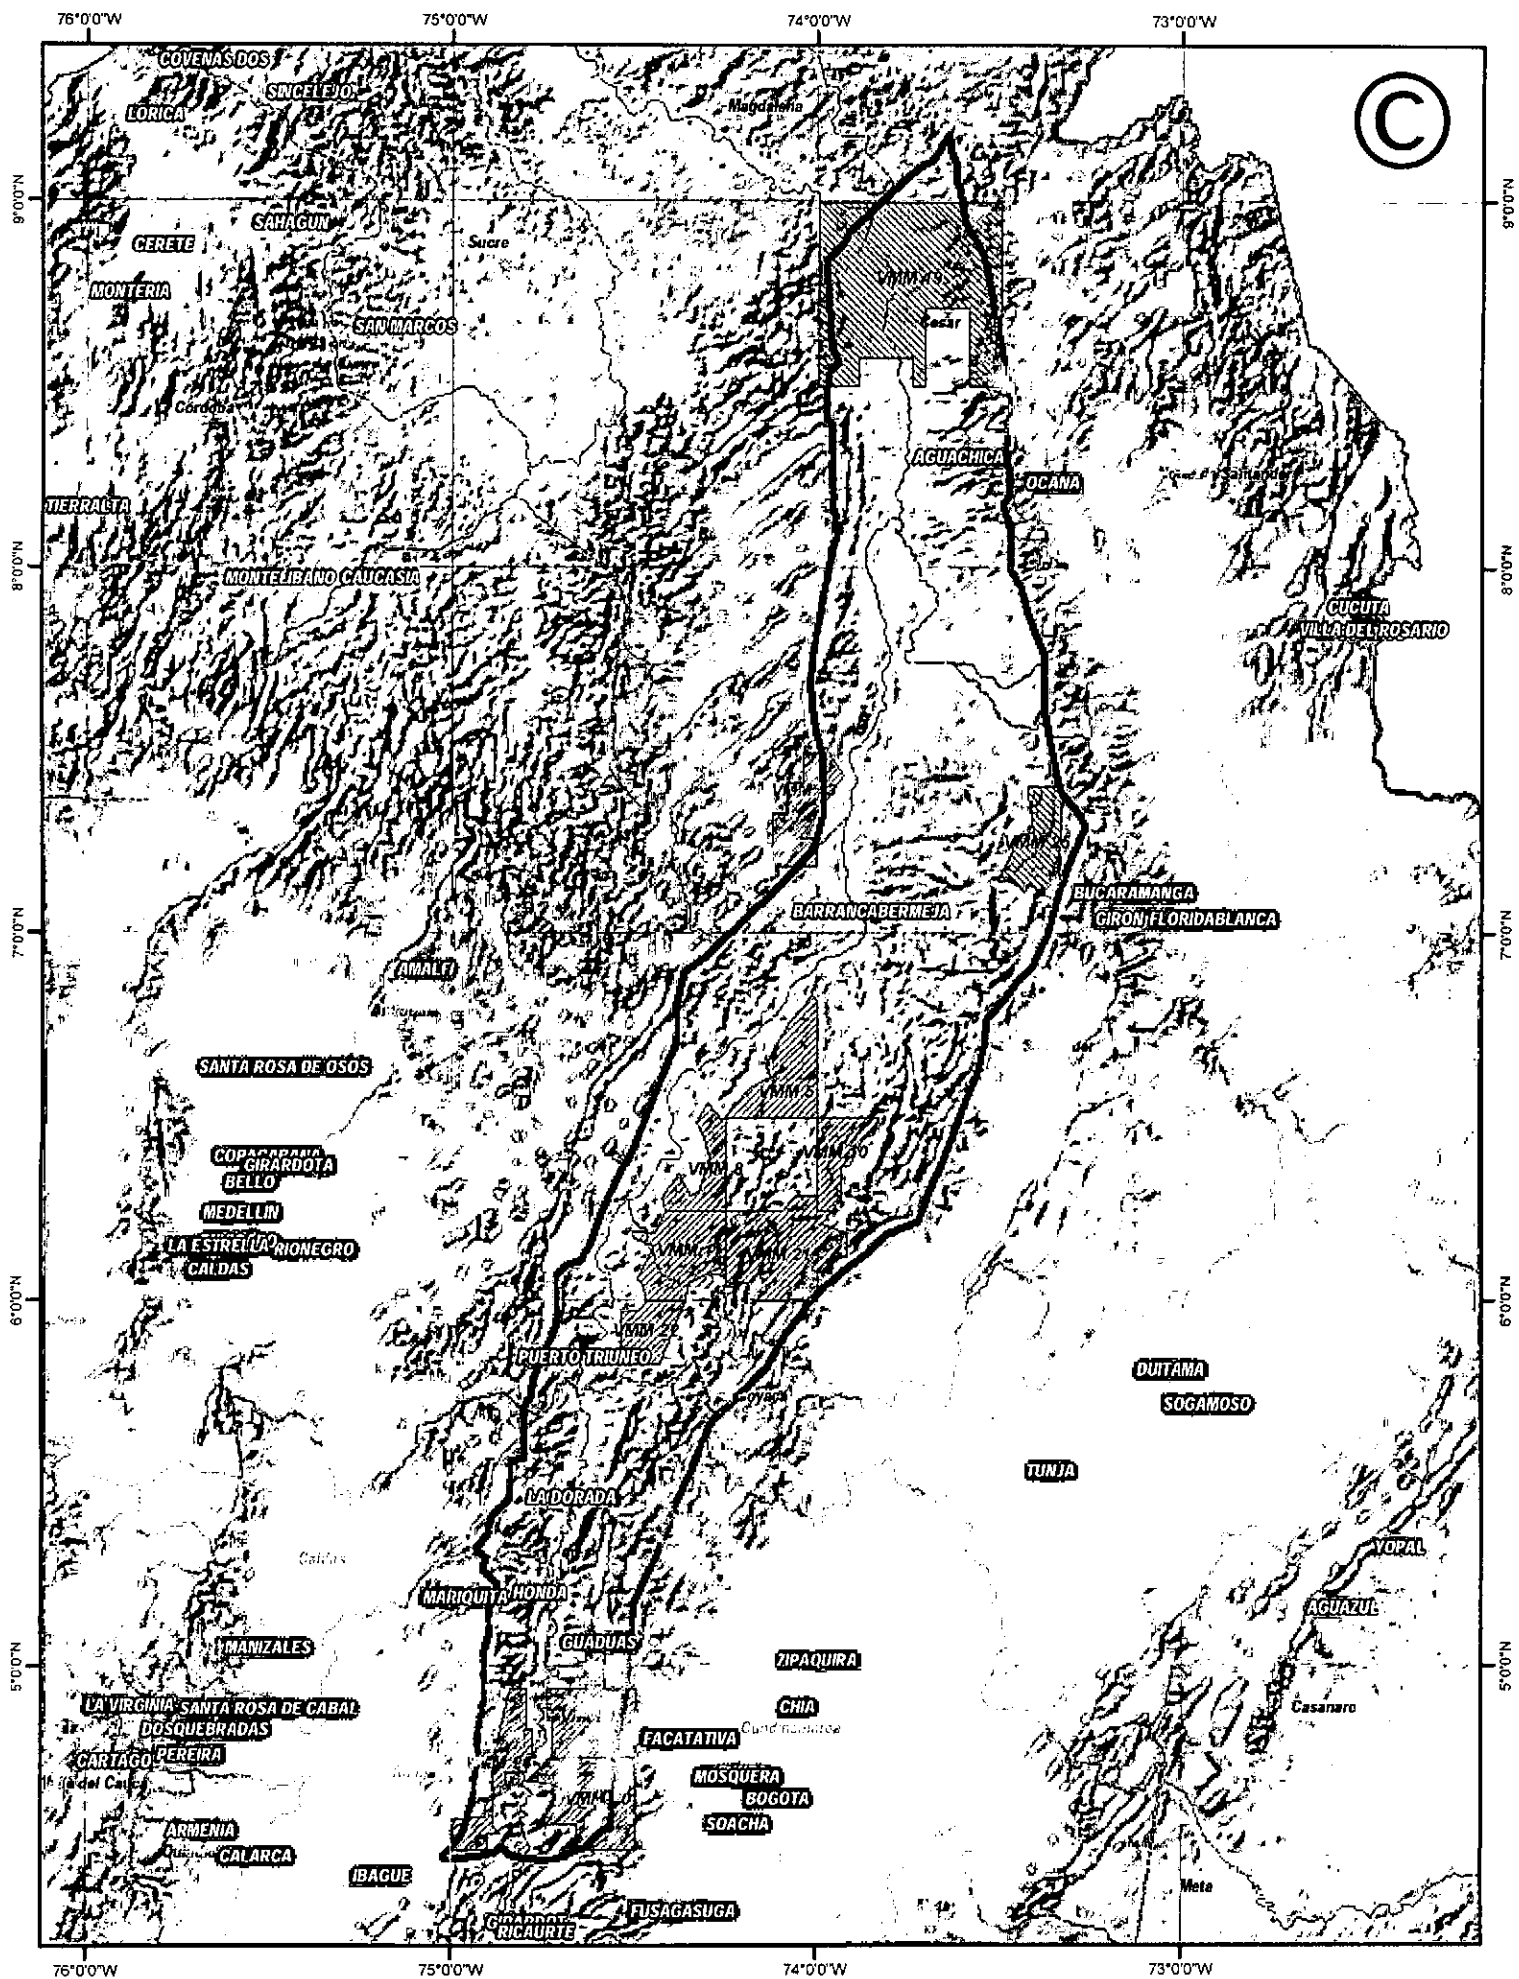 76°0'0"W 75°0'0"W 74°0'0"W 73°0'0"W
COVENAS DOS
SINCELEJO
Magdalena
LORICA
©
9°0'0"N 9°0'0"N
SAHAGUN
CERETE
Sucre
VMM 49
MONTERIA
SAN MARCOS
Cesar
Cordoba
AGUACHICA
OCANA
TIERRALTA
8°0'0"N 8°0'0"N
MONTELIBANO CAUCASIA
CUCUTA
VILLA DEL ROSARIO
BUCARAMANGA
BARRANCABERMEJA
GIRON FLORIDABLANCA
7°0'0"N 7°0'0"N
AMALFI
SANTA ROSA DE OSOS
VMM 5
COPACABANA
GIRARDOTA
BELLO
MEDELLIN
LA ESTRELLA RIONEGRO
CALDAS
6°0'0"N 6°0'0"N
PUERTO TRIUNFO
DUITAMA
SOGAMOSO
TUNJA
LA DORADA
YOPAL
Caldas
MARIQUITA HONDA
AGUAZUL
GUADUAS
MANIZALES
ZIPAQUIRA
5°0'0"N 5°0'0"N
LA VIRGINIA SANTA ROSA DE CABAL
CHIA
Casanare
DOSQUEBRADAS
Cundinamarca
FACATATIVA
CARTAGO PEREIRA
MOSQUERA
BOGOTA
SOACHA
ARMENIA
CALARCA
IBAGUE
Meta
FUSAGASUGA
GIRARDOT
RICAURTE
76°0'0"W 75°0'0"W 74°0'0"W 73°0'0"W